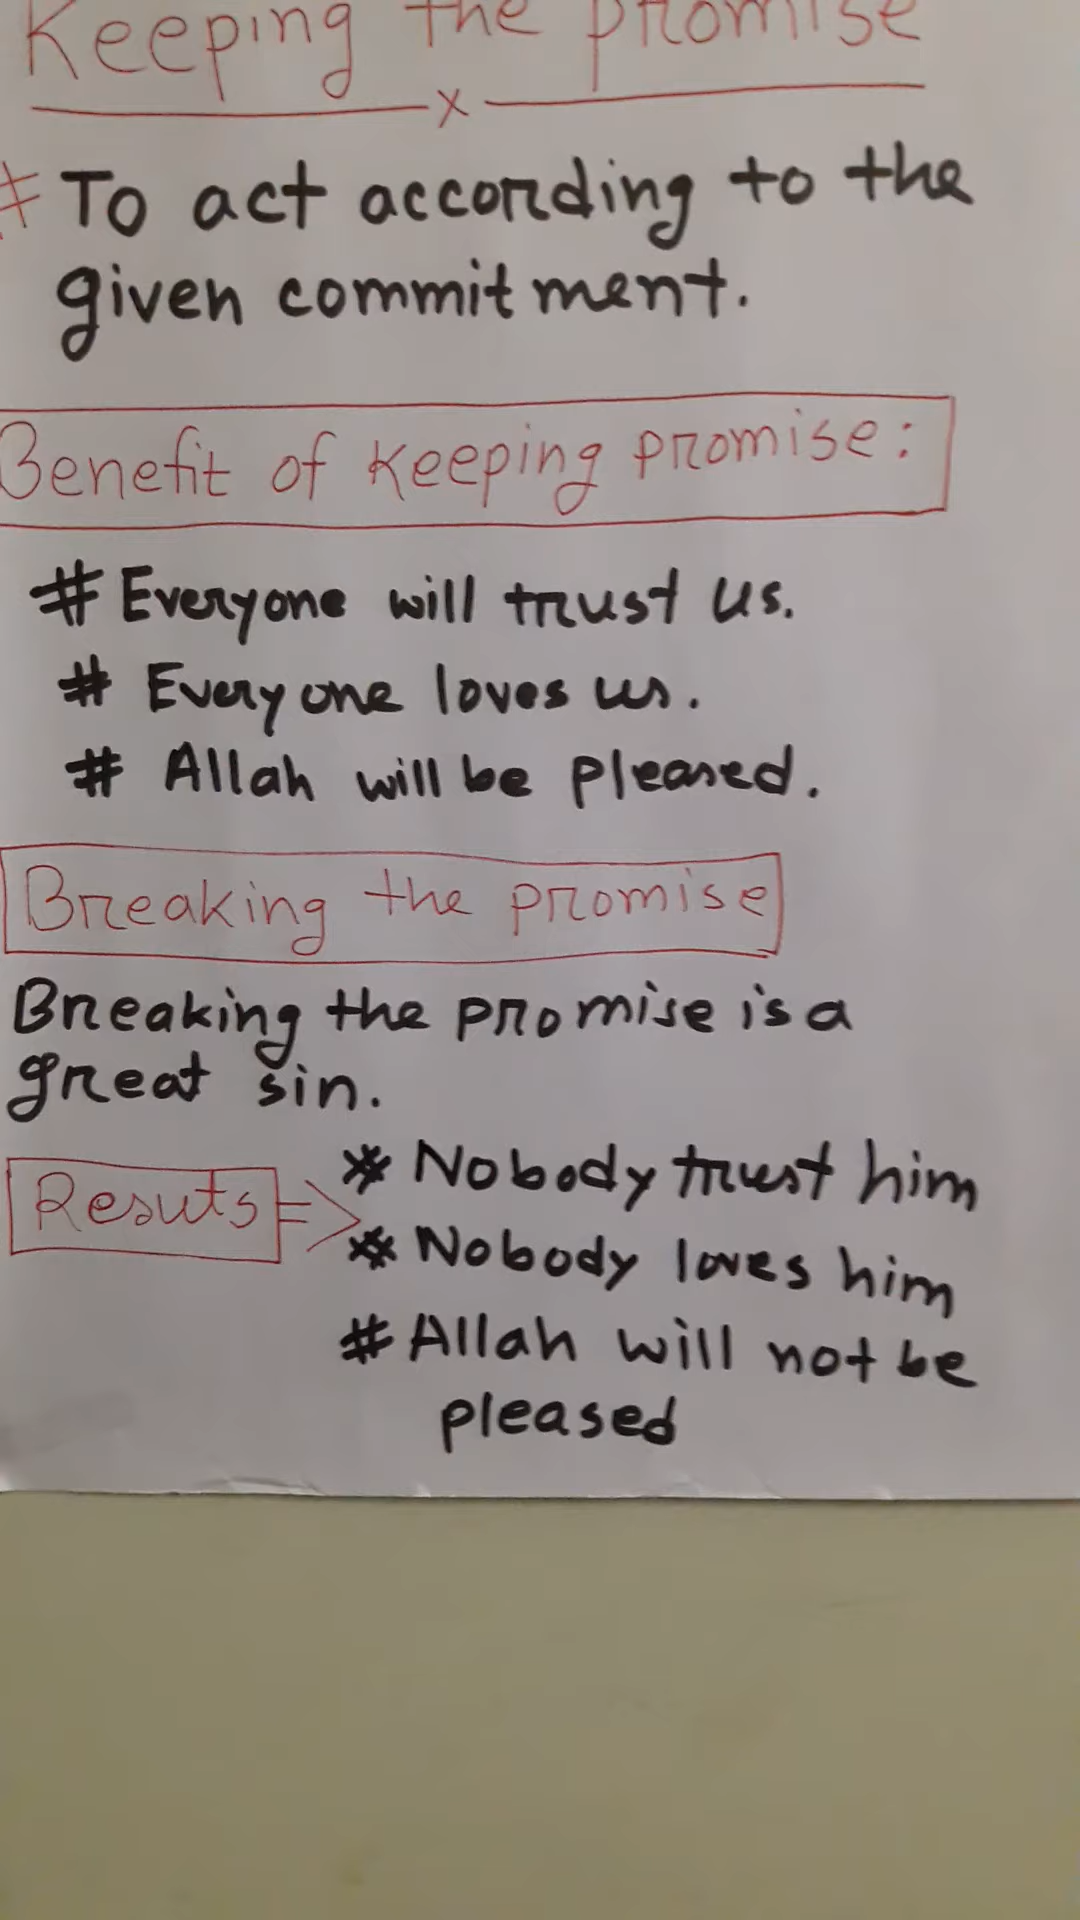 Keeping the promise
x
# To act according to the
given commitment.
Benefit of Keeping promise:
# Everyone will trust us.
# Everyone loves us.
# Allah will be pleased.
Breaking the promise
Breaking the promise is a
great sin.
Resuts => * Nobody trust him
* Nobody loves him
# Allah will not be
pleased